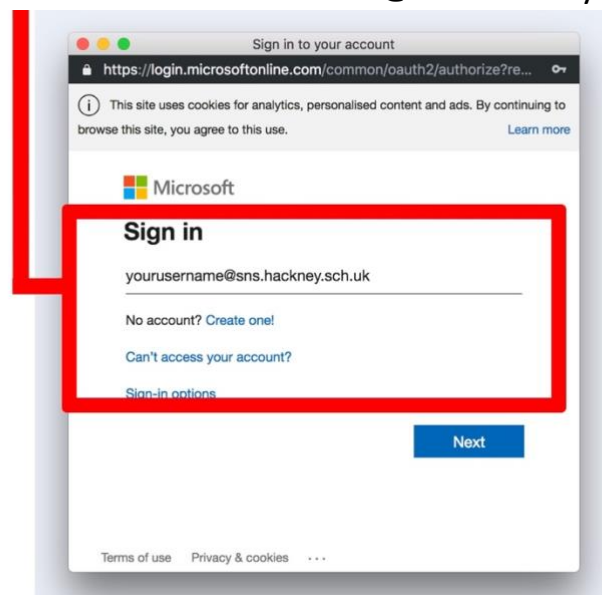 Sign in to your account
https://login.microsoftonline.com/common/oauth2/authorize?re...
This site uses cookies for analytics, personalised content and ads. By continuing to
browse this site, you agree to this use. Learn more
Microsoft
Sign in
yourusername@sns.hackney.sch.uk
No account? Create one!
Can't access your account?
Sign-in options
Next
Terms of use Privacy & cookies ...